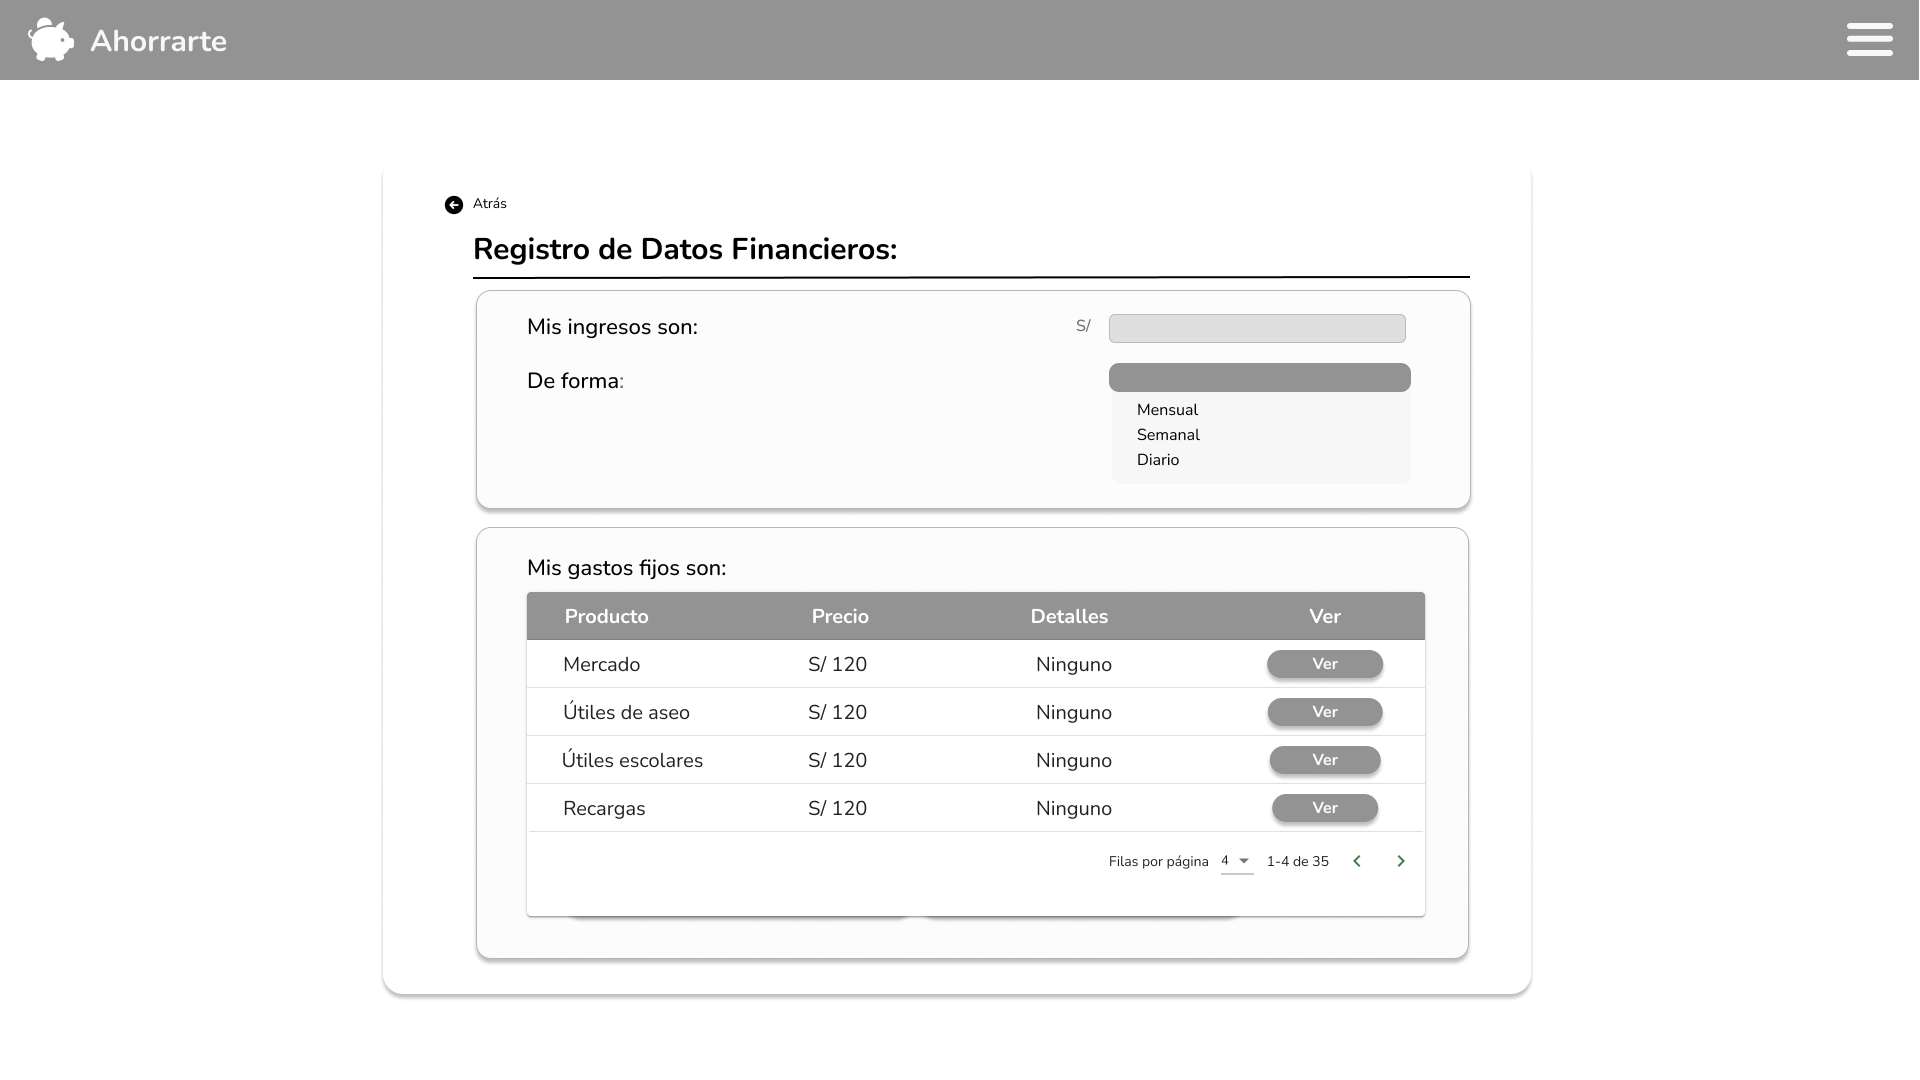 Ahorrarte
Atrás
Registro de Datos Financieros:
Mis ingresos son: S/
De forma:
Mensual
Semanal
Diario
Mis gastos fijos son:
Producto Precio Detalles Ver
Mercado S/ 120 Ninguno Ver
Útiles de aseo S/ 120 Ninguno Ver
Útiles escolares S/ 120 Ninguno Ver
Recargas S/ 120 Ninguno Ver
Filas por página 4 1-4 de 35